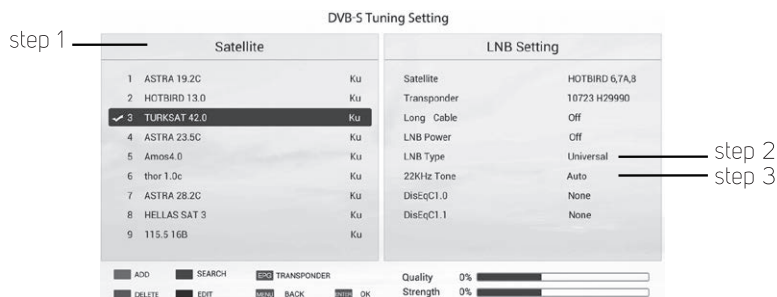 DVB-S Tuning Setting
step 1
Satellite
1 ASTRA 19.2C Ku
2 HOTBIRD 13.0 Ku
3 TURKSAT 42.0 Ku
4 ASTRA 23.5C Ku
5 Amos4.0 Ku
6 thor 1.0c Ku
7 ASTRA 28.2C Ku
8 HELLAS SAT 3 Ku
9 115.5 16B Ku
LNB Setting
Satellite HOTBIRD 6,7A,8
Transponder 10723 H29990
Long Cable Off
LNB Power Off
LNB Type Universal
step 2
22KHz Tone Auto
step 3
DisEqC1.0 None
DisEqC1.1 None
ADD SEARCH EPG TRANSPONDER
DELETE EDIT MENU BACK ENTER OK
Quality 0%
Strength 0%